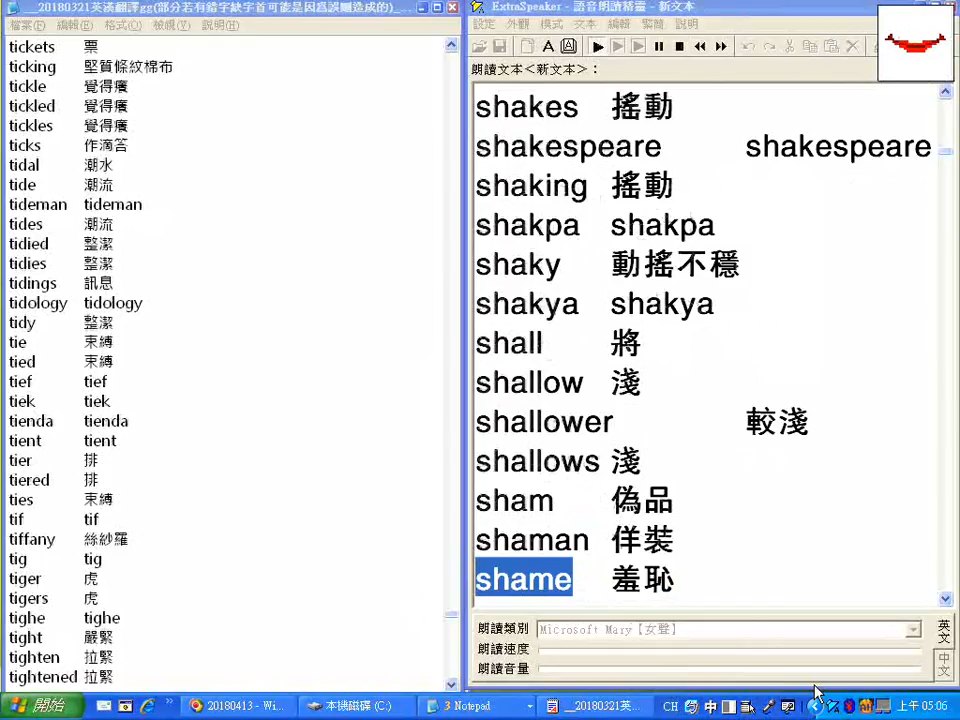 __20180321英漢翻譯gg(部分若有錯字缺字首可能是因爲誤刪造成的)_...
檔案(F) 編輯(E) 格式(O) 檢視(V) 說明(H)
tickets 票
ticking 堅質條紋棉布
tickle 覺得癢
tickled 覺得癢
tickles 覺得癢
ticks 作滴答
tidal 潮水
tide 潮流
tideman tideman
tides 潮流
tidied 整潔
tidies 整潔
tidings 訊息
tidology tidology
tidy 整潔
tie 束縛
tied 束縛
tief tief
tiek tiek
tienda tienda
tient tient
tier 排
tiered 排
ties 束縛
tif tif
tiffany 絲紗羅
tig tig
tiger 虎
tigers 虎
tighe tighe
tight 嚴緊
tighten 拉緊
tightened 拉緊
ExtraSpeaker - 語音朗讀精靈 - 新文本
設定 外觀 模式 文本 編輯 繁簡 說明
朗讀文本<新文本>：
shakes 搖動
shakespeare shakespeare
shaking 搖動
shakpa shakpa
shaky 動搖不穩
shakya shakya
shall 將
shallow 淺
shallower 較淺
shallows 淺
sham 偽品
shaman 佯裝
shame 羞恥
朗讀類別 Microsoft Mary【女聲】
朗讀速度
朗讀音量
英文
中文
開始 20180413 - Wi... 本機磁碟 (C:) 3 Notepad __20180321英... CH 中 上午 05:06